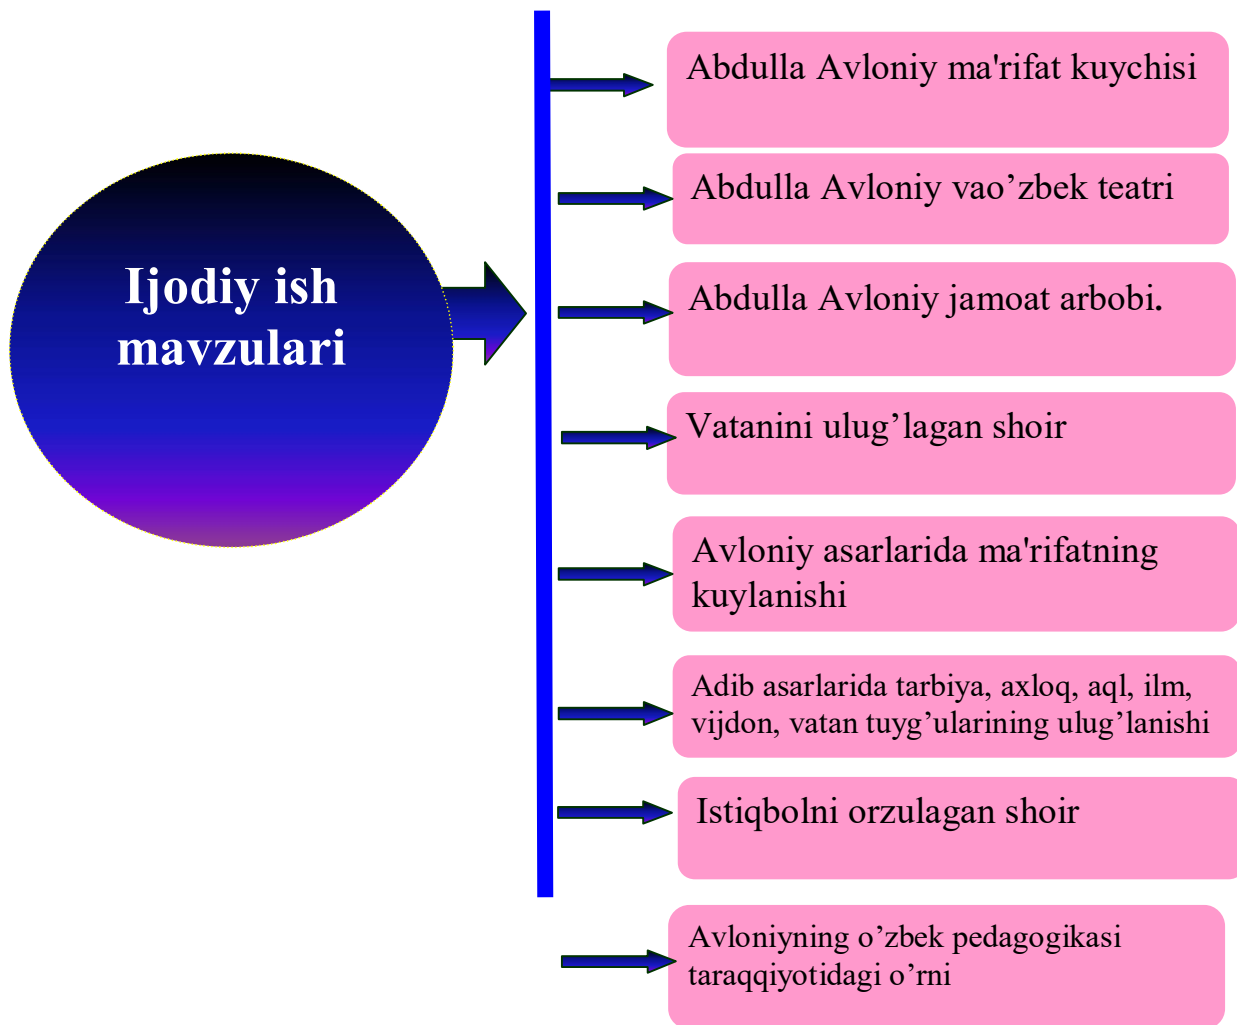 Ijodiy ish
mavzulari
Abdulla Avloniy ma'rifat kuychisi
Abdulla Avloniy vao’zbek teatri
Abdulla Avloniy jamoat arbobi.
Vatanini ulug’lagan shoir
Avloniy asarlarida ma'rifatning
kuylanishi
Adib asarlarida tarbiya, axloq, aql, ilm,
vijdon, vatan tuyg’ularining ulug’lanishi
Istiqbolni orzulagan shoir
Avloniyning o’zbek pedagogikasi
taraqqiyotidagi o’rni